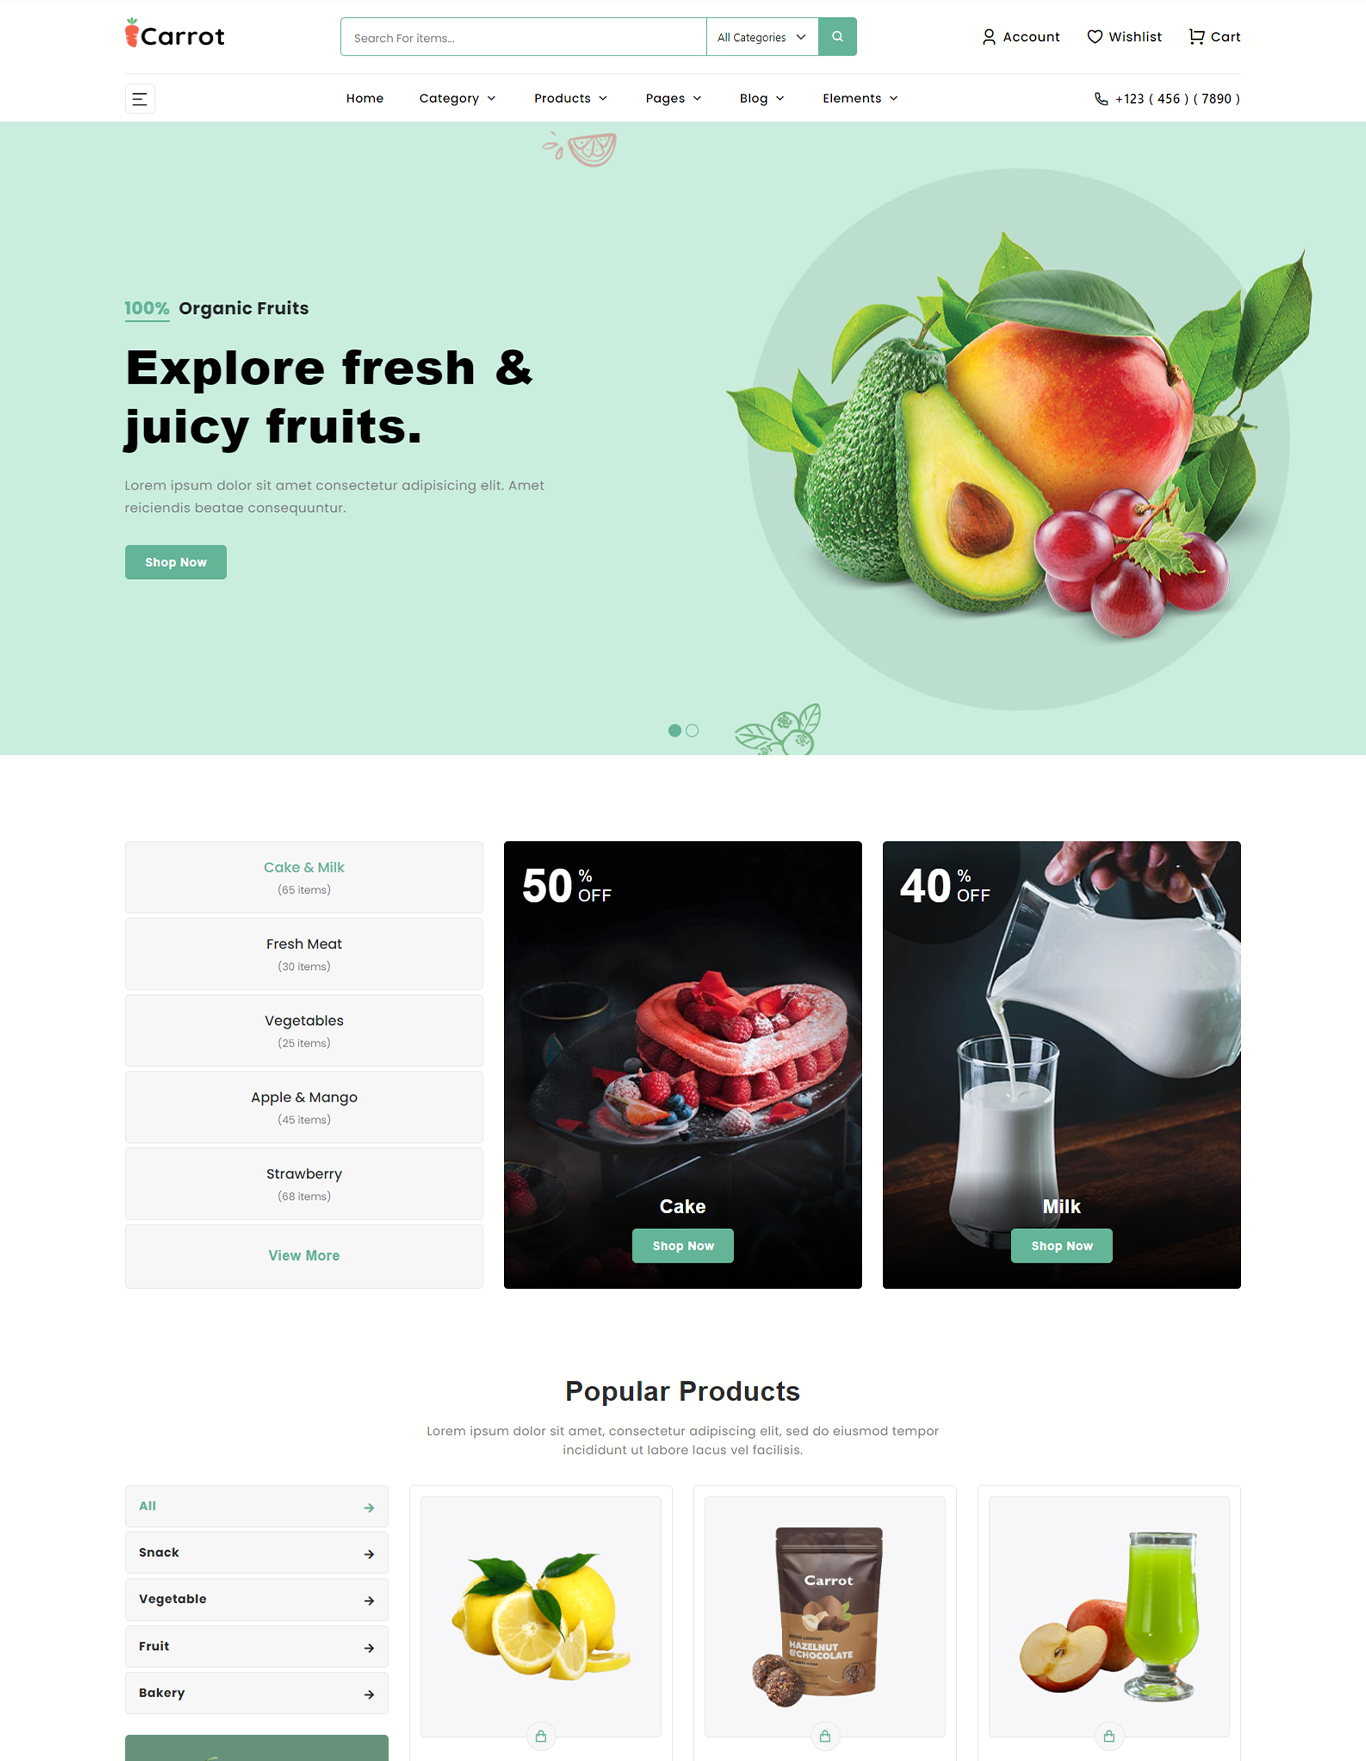 Carrot
Search For items...
All Categories
Account
Wishlist
Cart
Home
Category
Products
Pages
Blog
Elements
+123 ( 456 ) ( 7890 )
100% Organic Fruits
Explore fresh &
juicy fruits.
Lorem ipsum dolor sit amet consectetur adipisicing elit. Amet
reiciendis beatae consequuntur.
Shop Now
Cake & Milk
(65 items)
Fresh Meat
(30 items)
Vegetables
(25 items)
Apple & Mango
(45 items)
Strawberry
(68 items)
View More
50 % OFF
Cake
Shop Now
40 % OFF
Milk
Shop Now
Popular Products
Lorem ipsum dolor sit amet, consectetur adipiscing elit, sed do eiusmod tempor
incididunt ut labore lacus vel facilisis.
All
Snack
Vegetable
Fruit
Bakery
Carrot
HAZELNUT
&CHOCOLATE